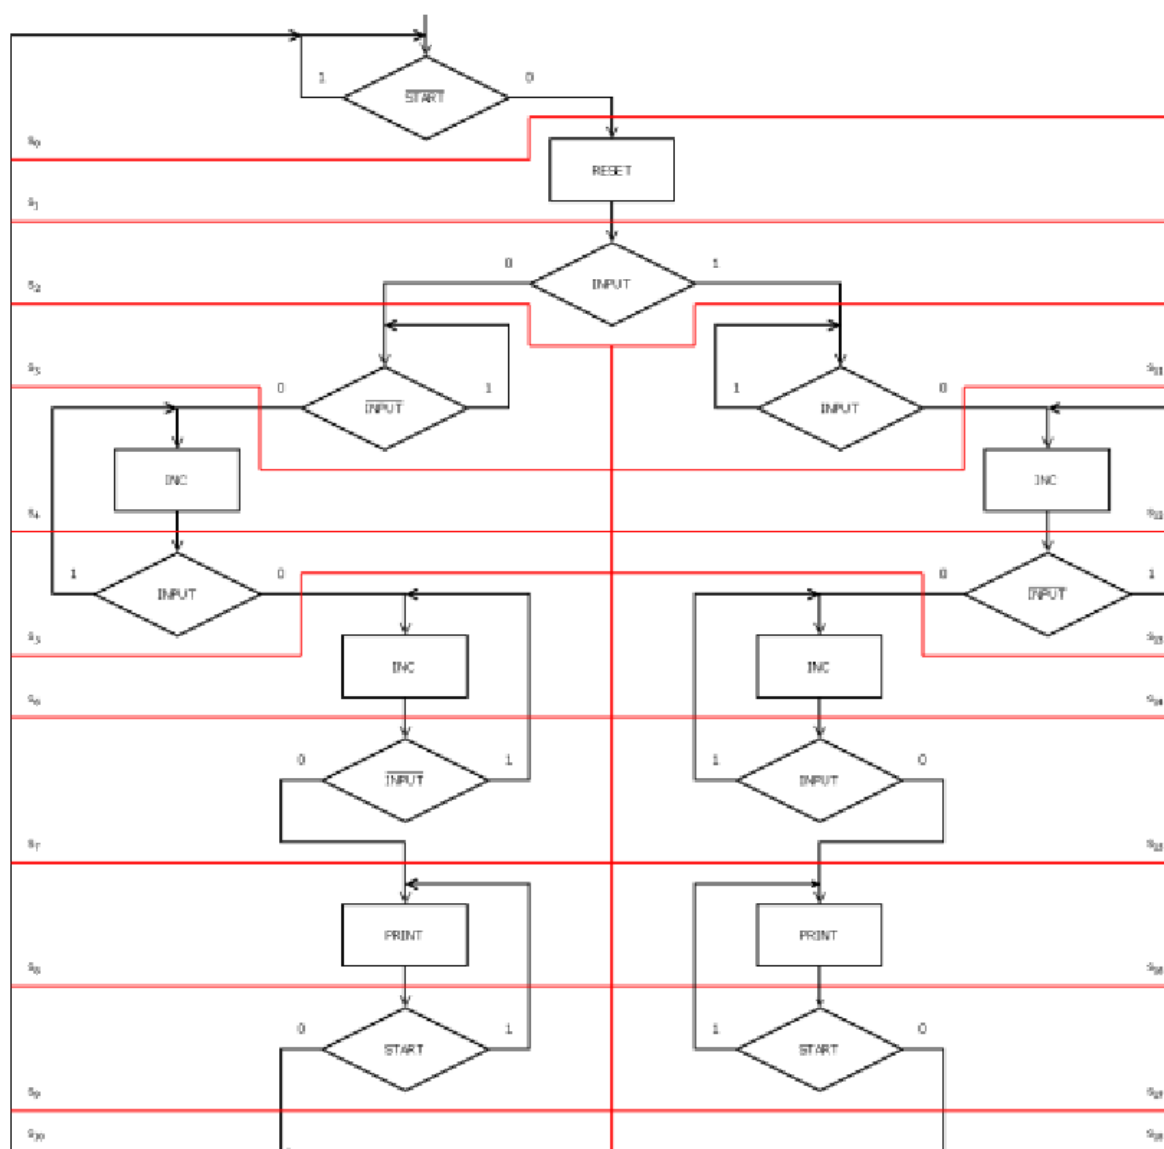 1 START 0
S0
RESET
S1
0 INPUT 1
S2
S3 0 INPUT 1 1 INPUT 0 S11
INC INC
S4 S12
1 INPUT 0 0 INPUT 1
S5 S13
INC INC
S6 S14
0 INPUT 1 1 INPUT 0
S7 S15
PRINT PRINT
S8 S16
0 START 1 1 START 0
S9 S17
S10 S18